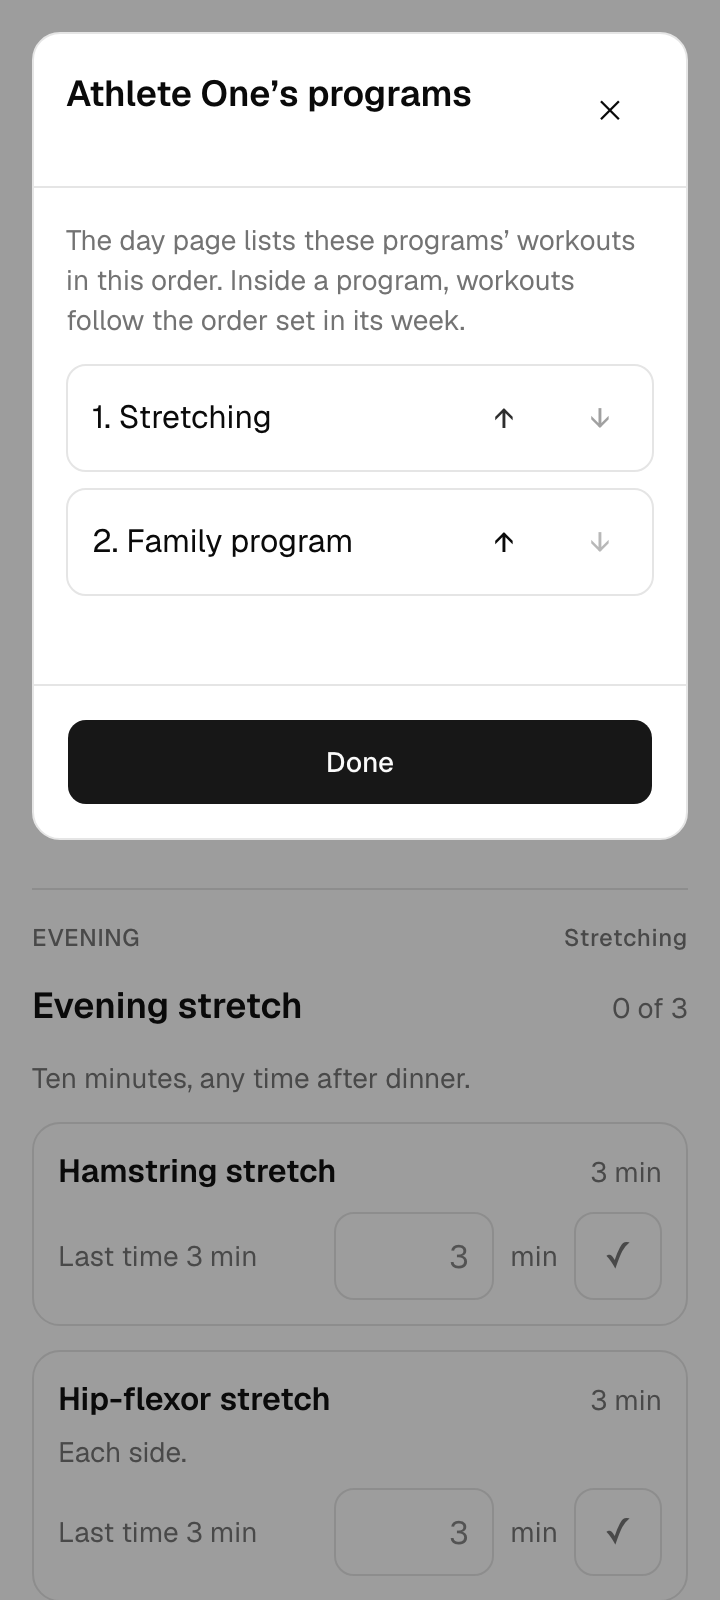 Athlete One’s programs
The day page lists these programs’ workouts
in this order. Inside a program, workouts
follow the order set in its week.
1. Stretching
2. Family program
Done
EVENING Stretching
Evening stretch 0 of 3
Ten minutes, any time after dinner.
Hamstring stretch 3 min
Last time 3 min 3 min
Hip-flexor stretch 3 min
Each side.
Last time 3 min 3 min